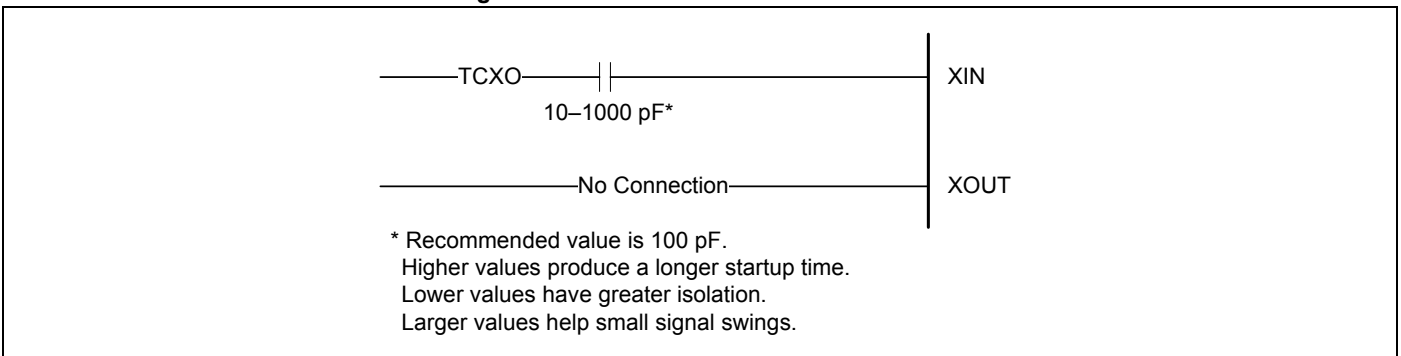 g
TCXO
XIN
10–1000 pF*
No Connection
XOUT
* Recommended value is 100 pF.
Higher values produce a longer startup time.
Lower values have greater isolation.
Larger values help small signal swings.